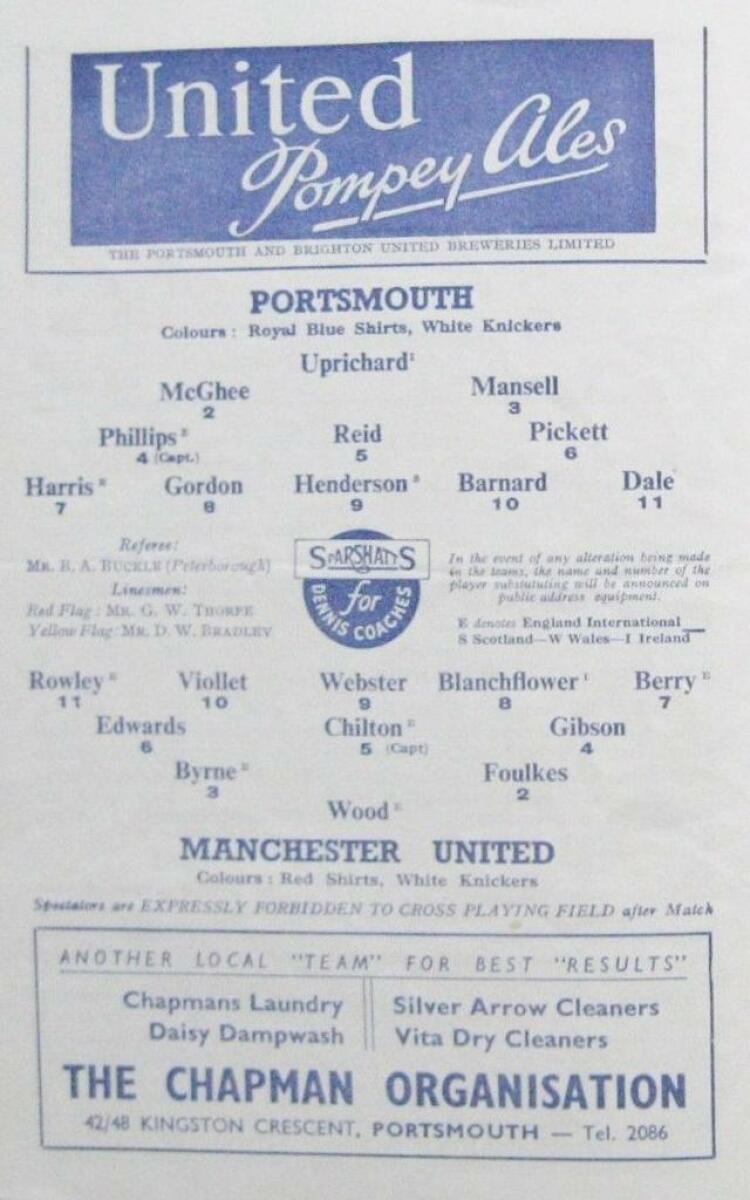 United
Pompey Ales
THE PORTSMOUTH AND BRIGHTON UNITED BREWERIES LIMITED
PORTSMOUTH
Colours: Royal Blue Shirts, White Knickers
Uprichard I
McGhee Mansell
2 3
Phillips E Reid Pickett
4 (Capt.) 5 6
Harris E Gordon Henderson S Barnard Dale
7 8 9 10 11
Referee:
MR. B. A. BUCKLE (Peterborough)
Linesmen:
Red Flag: MR. G. W. THORPE
Yellow Flag: MR. D. W. BRADLEY
SPARSHATTS
for
DENNIS COACHES
In the event of any alteration being made
in the teams, the name and number of the
player substituting will be announced on
public address equipment.
E denotes England International
S Scotland—W Wales—I Ireland
Rowley E Viollet Webster Blanchflower I Berry E
11 10 9 8 7
Edwards Chilton E Gibson
6 5 (Capt) 4
Byrne E Foulkes
3 2
Wood E
MANCHESTER UNITED
Colours: Red Shirts, White Knickers
Spectators are EXPRESSLY FORBIDDEN TO CROSS PLAYING FIELD after Match
ANOTHER LOCAL "TEAM" FOR BEST "RESULTS"
Chapmans Laundry Silver Arrow Cleaners
Daisy Dampwash Vita Dry Cleaners
THE CHAPMAN ORGANISATION
42/48 KINGSTON CRESCENT, PORTSMOUTH — Tel. 2086